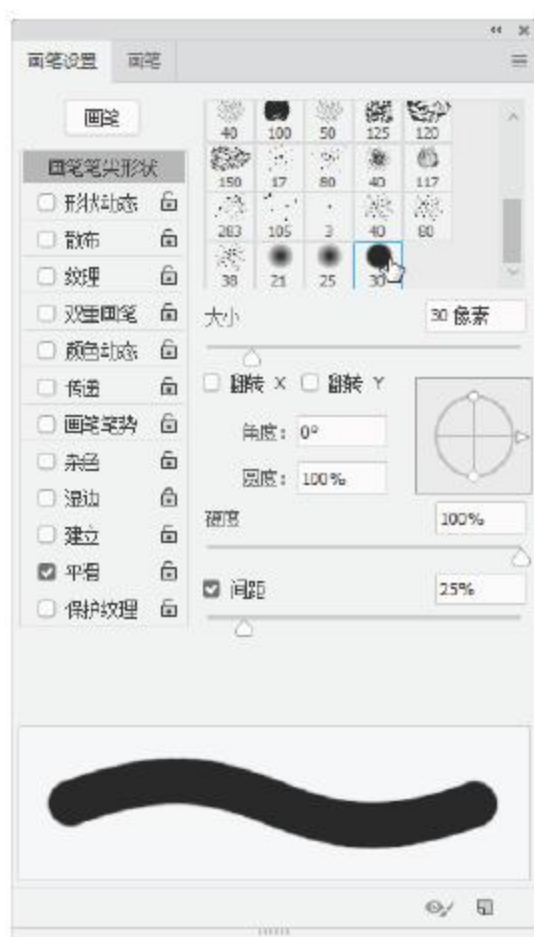 画笔设置 画笔
画笔
40 100 50 125 120
150 17 80 40 117
283 105 3 40 80
38 21 25 30
画笔笔尖形状
形状动态
散布
纹理
双重画笔
颜色动态
传递
画笔笔势
杂色
湿边
建立
平滑
保护纹理
大小 30 像素
翻转 X 翻转 Y
角度: 0°
圆度: 100%
硬度 100%
间距 25%